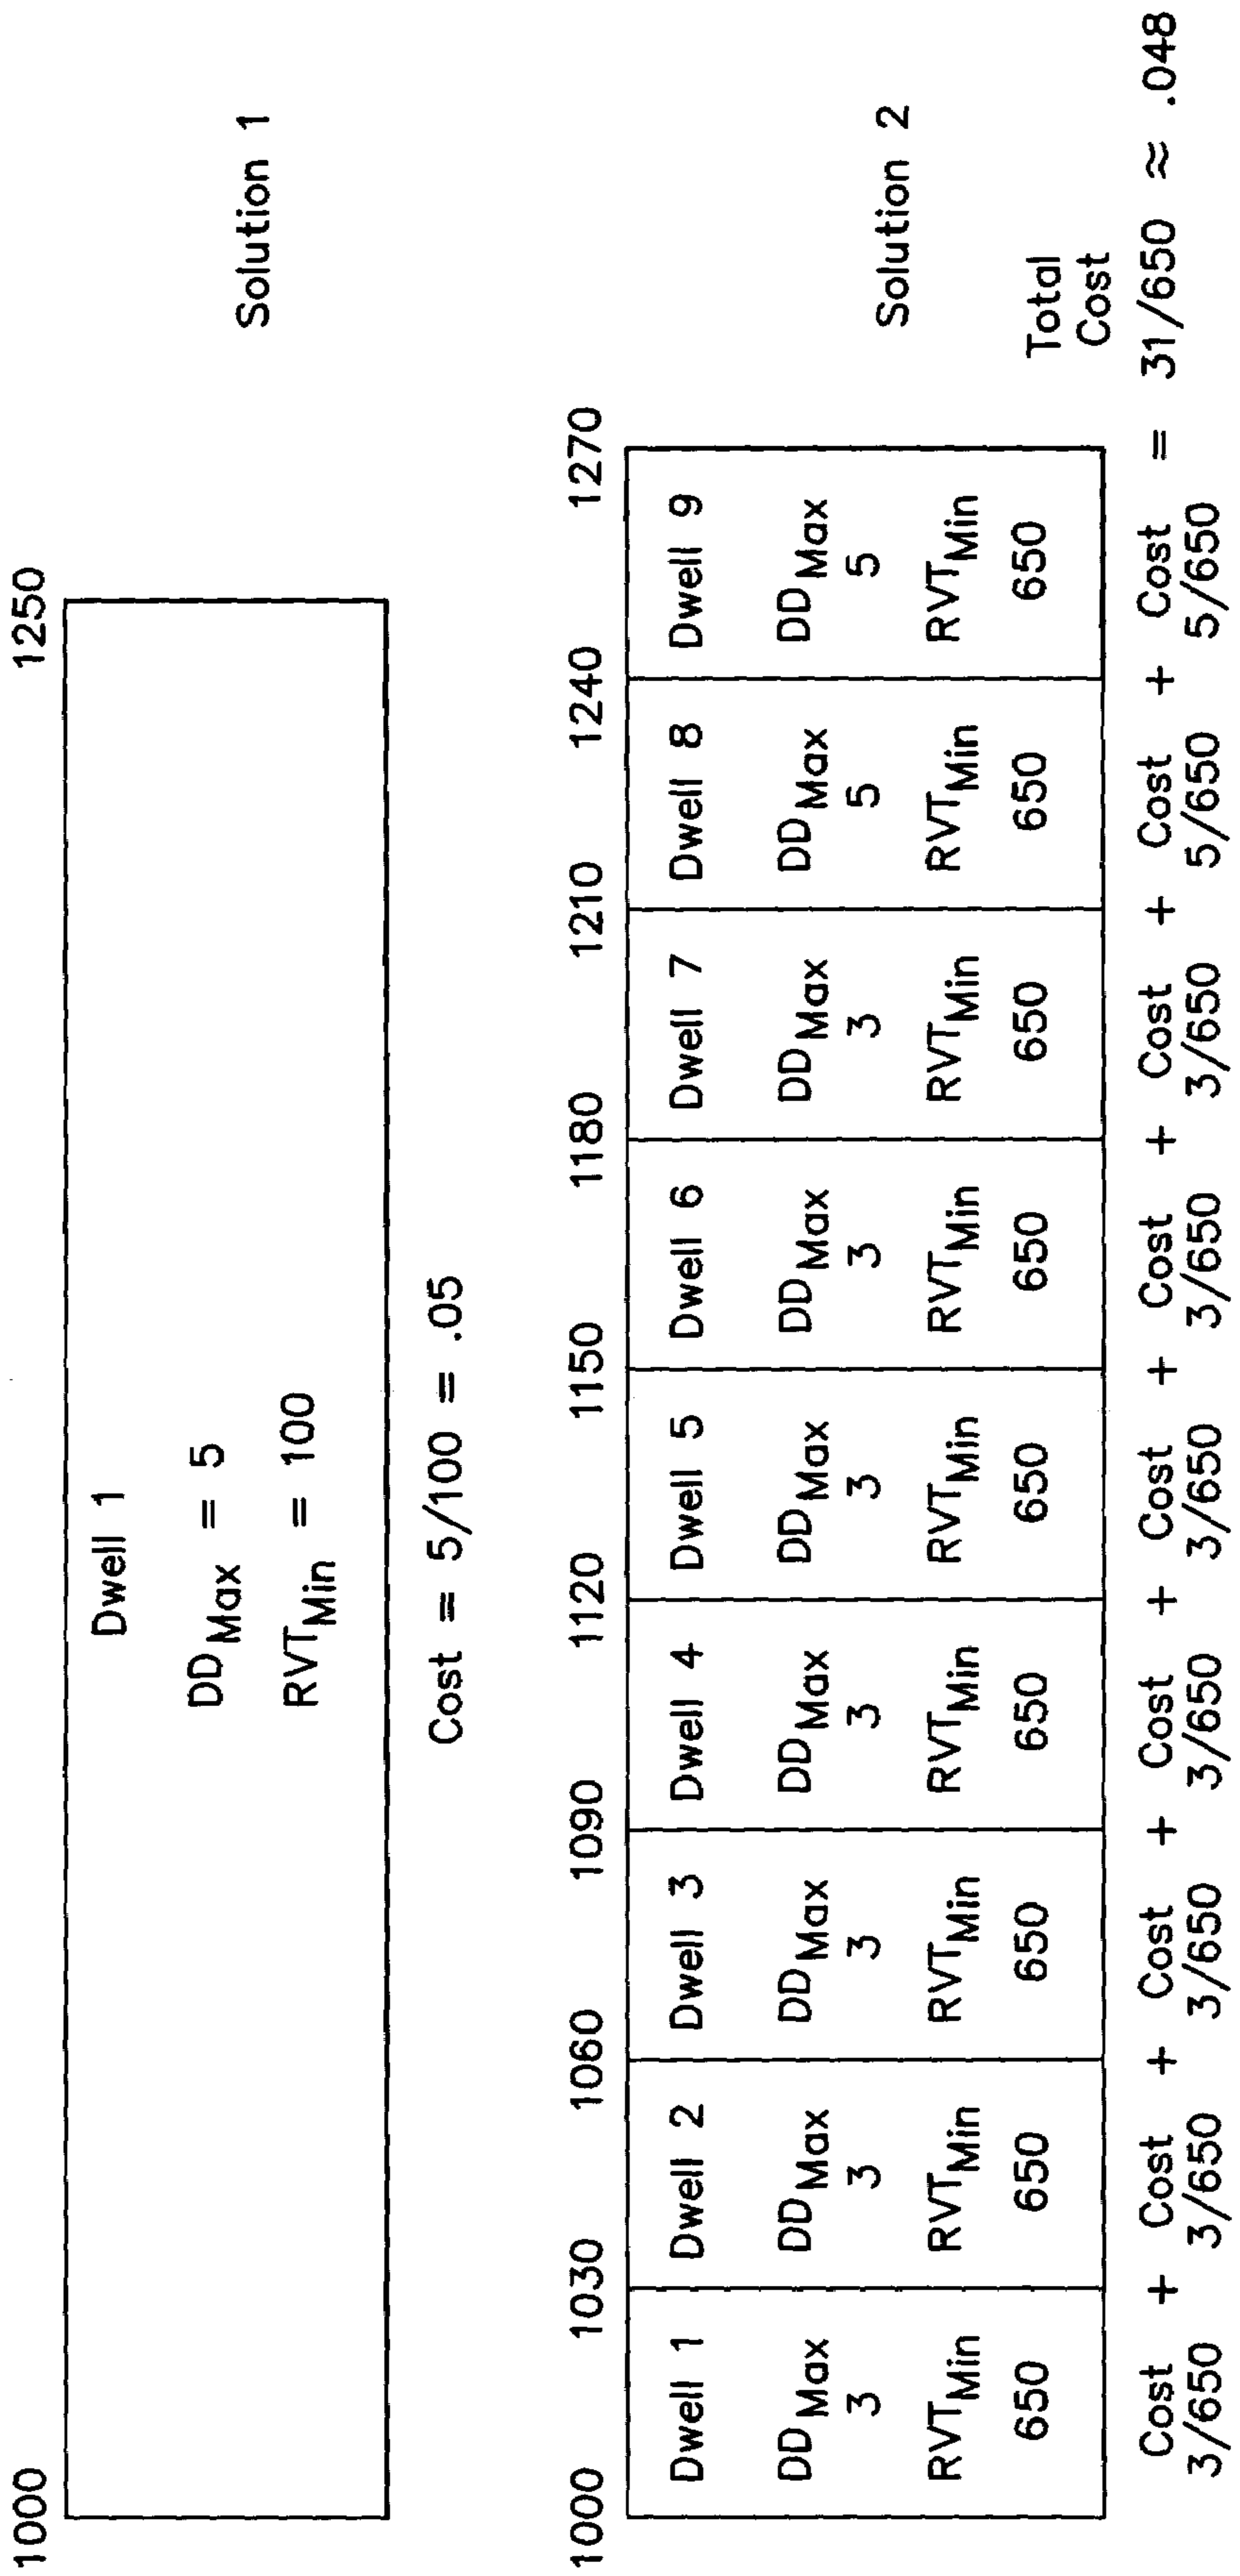 1000 1250
Dwell 1
DD Max = 5
RVT Min = 100
Cost = 5/100 = .05
Solution 1
1000 1030 1060 1090 1120 1150 1180 1210 1240 1270
Dwell 1 Dwell 2 Dwell 3 Dwell 4 Dwell 5 Dwell 6 Dwell 7 Dwell 8 Dwell 9
DD Max DD Max DD Max DD Max DD Max DD Max DD Max DD Max DD Max
3 3 3 3 3 3 3 5 5
RVT Min RVT Min RVT Min RVT Min RVT Min RVT Min RVT Min RVT Min RVT Min
650 650 650 650 650 650 650 650 650
Solution 2
Total
Cost
Cost + Cost + Cost + Cost + Cost + Cost + Cost + Cost + Cost = 31/650 ≈ .048
3/650 3/650 3/650 3/650 3/650 3/650 3/650 5/650 5/650